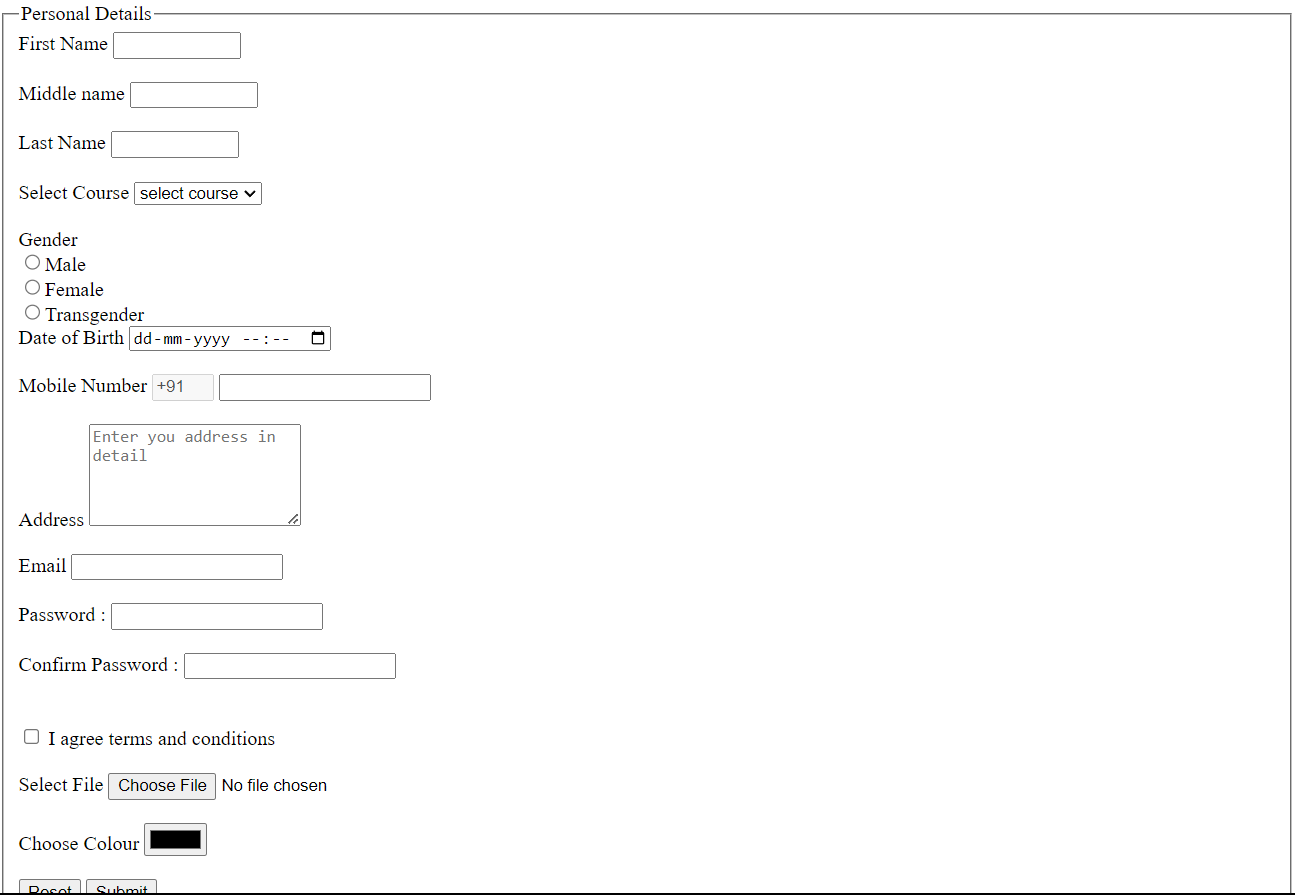 Personal Details
First Name
Middle name
Last Name
Select Course select course
Gender
Male
Female
Transgender
Date of Birth dd-mm-yyyy --:--
Mobile Number +91
Enter you address in
detail
Address
Email
Password :
Confirm Password :
I agree terms and conditions
Select File Choose File No file chosen
Choose Colour
Reset Submit